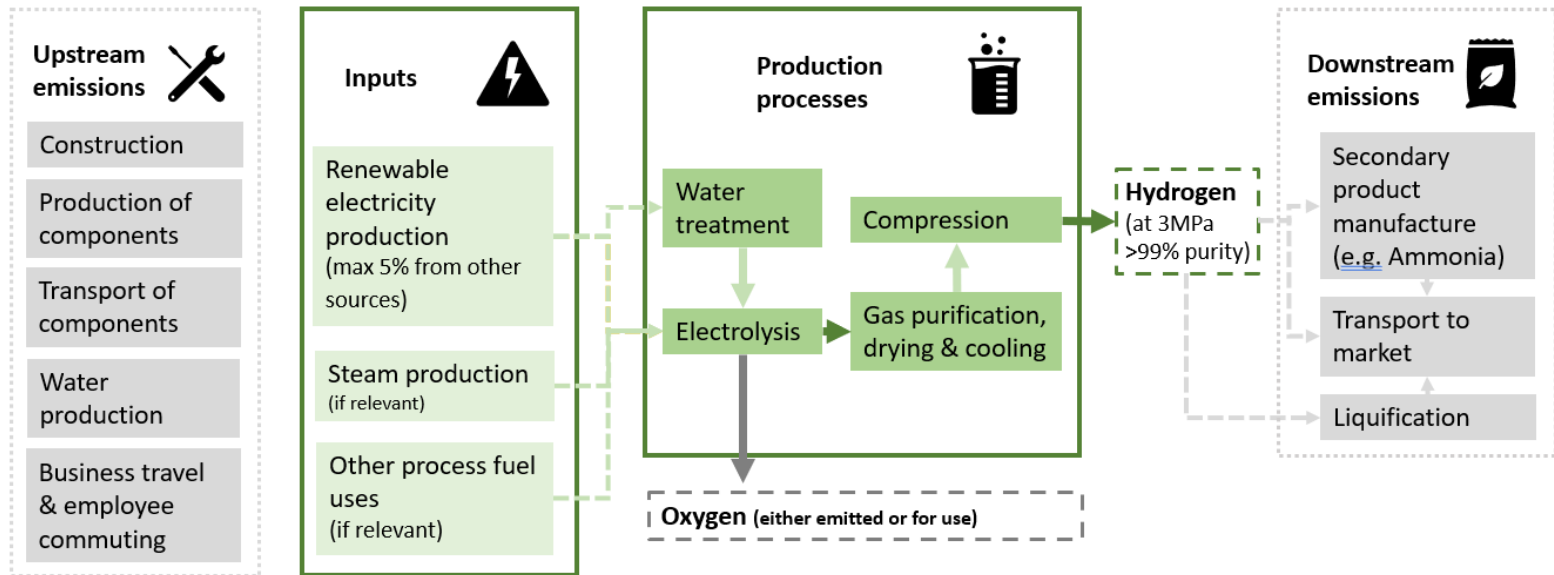 Upstream
emissions
Construction
Production of
components
Transport of
components
Water
production
Business travel
& employee
commuting
Inputs
Renewable
electricity
production
(max 5% from other
sources)
Steam production
(if relevant)
Other process fuel
uses
(if relevant)
Production
processes
Water
treatment
Electrolysis
Compression
Gas purification,
drying & cooling
Oxygen (either emitted or for use)
Hydrogen
(at 3MPa
>99% purity)
Downstream
emissions
Secondary
product
manufacture
(e.g. Ammonia)
Transport to
market
Liquification